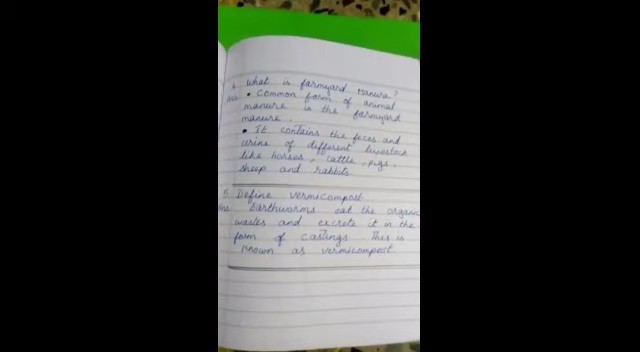 4. What is farmyard manure?
Ans. • Common form of animal
manure is the farmyard
manure.
• It contains the feces and
urine of different livestock
like horses, cattle, pigs,
sheep and rabbits.
5. Define vermicompost.
Ans Earthworms eat the organic
wastes and excrete it in the
form of castings. This is
known as vermicompost